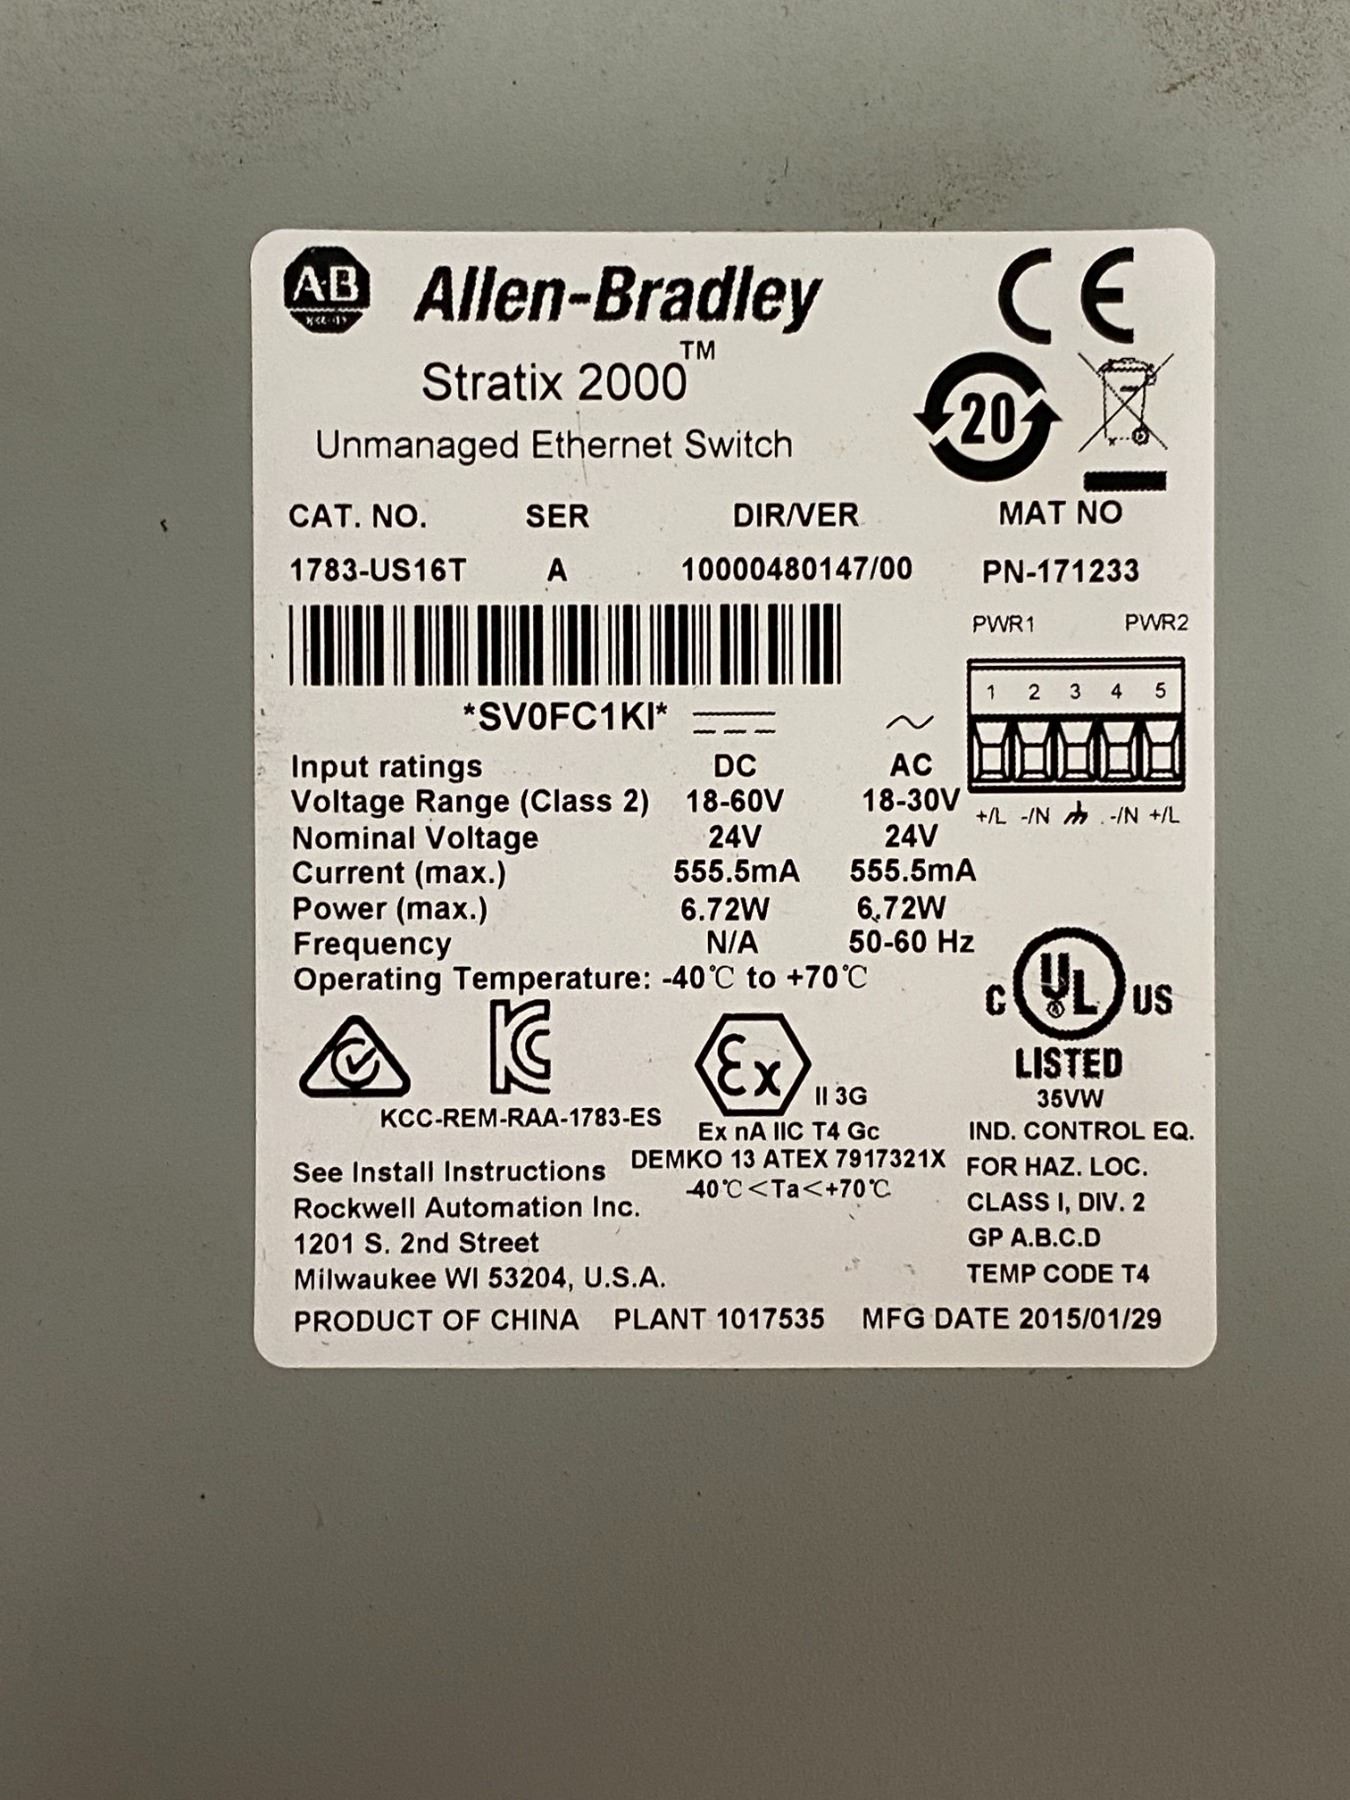 A·B
Allen-Bradley
CE
Stratix 2000™
20
Unmanaged Ethernet Switch
CAT. NO. SER DIR/VER MAT NO
1783-US16T A 10000480147/00 PN-171233
PWR1 PWR2
1 2 3 4 5
*SV0FC1KI*
Input ratings DC AC
Voltage Range (Class 2) 18-60V 18-30V
+/L -/N -/N +/L
Nominal Voltage 24V 24V
Current (max.) 555.5mA 555.5mA
Power (max.) 6.72W 6.72W
Frequency N/A 50-60 Hz
Operating Temperature: -40℃ to +70℃
C UL US
LISTED
35VW
KC
KCC-REM-RAA-1783-ES
Ex II 3G
Ex nA IIC T4 Gc
DEMKO 13 ATEX 7917321X
-40℃<Ta<+70℃
IND. CONTROL EQ.
FOR HAZ. LOC.
CLASS I, DIV. 2
GP A.B.C.D
TEMP CODE T4
See Install Instructions
Rockwell Automation Inc.
1201 S. 2nd Street
Milwaukee WI 53204, U.S.A.
PRODUCT OF CHINA PLANT 1017535 MFG DATE 2015/01/29